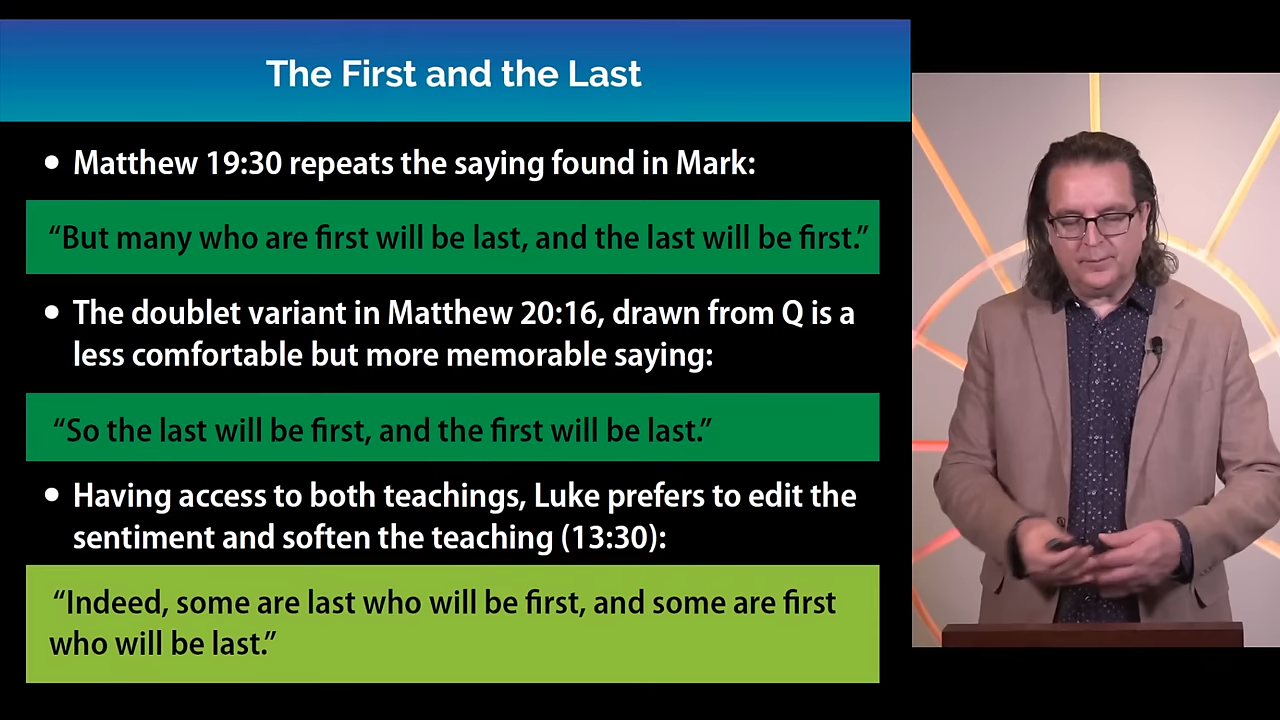 The First and the Last
• Matthew 19:30 repeats the saying found in Mark:
“But many who are first will be last, and the last will be first.”
• The doublet variant in Matthew 20:16, drawn from Q is a
less comfortable but more memorable saying:
“So the last will be first, and the first will be last.”
• Having access to both teachings, Luke prefers to edit the
sentiment and soften the teaching (13:30):
“Indeed, some are last who will be first, and some are first
who will be last.”